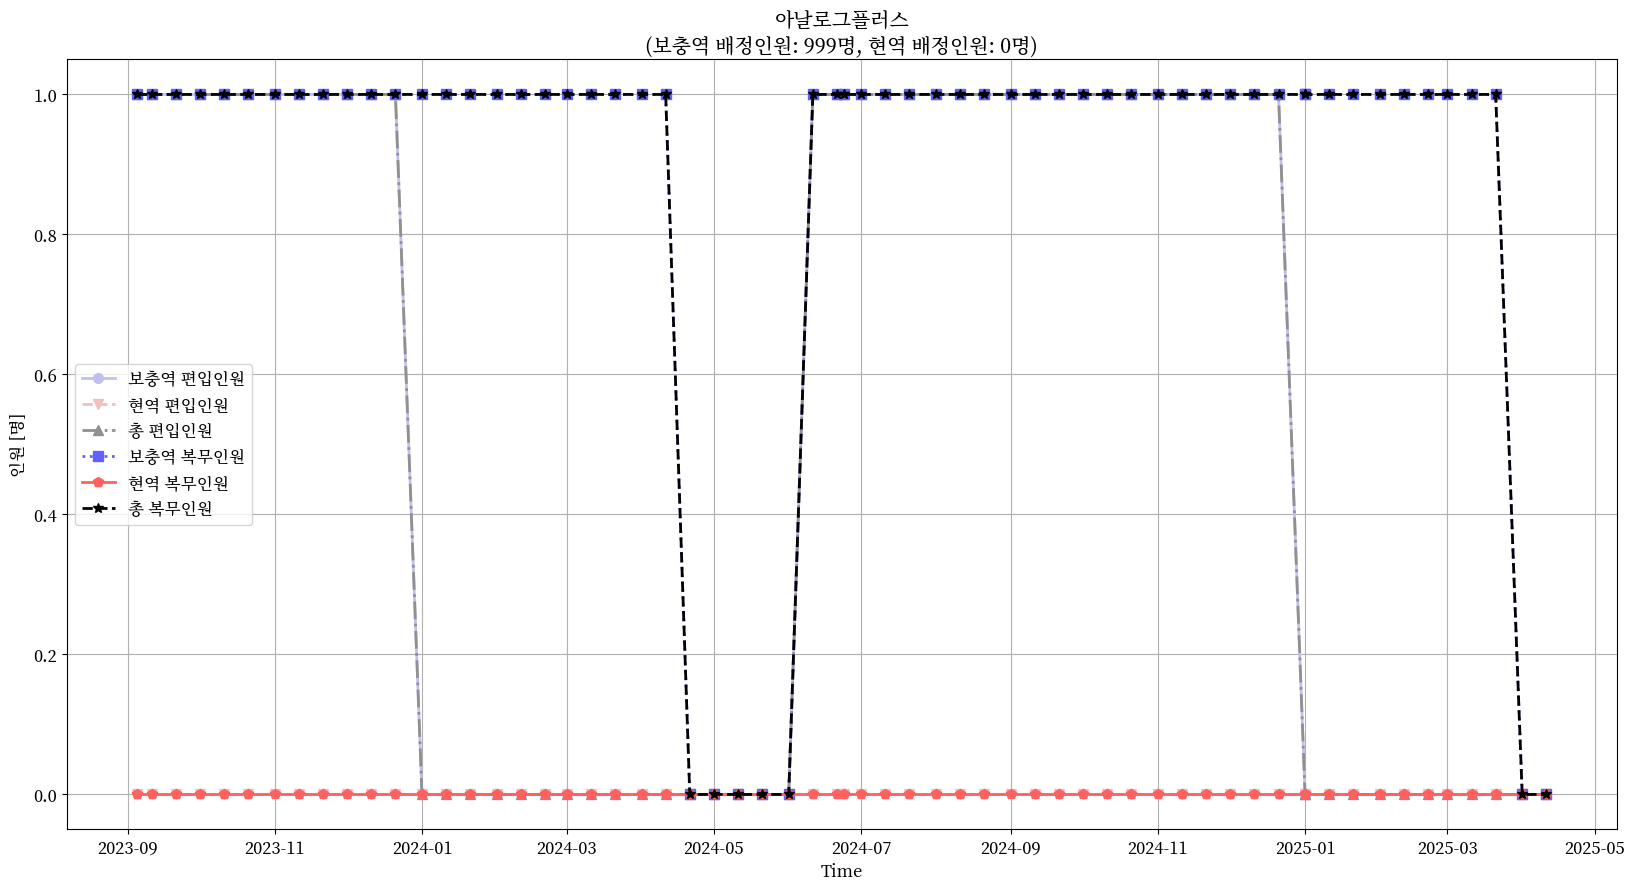 아날로그플러스
(보충역 배정인원: 999명, 현역 배정인원: 0명)
인원 [명]
1.0
0.8
0.6
0.4
0.2
0.0
보충역 편입인원
현역 편입인원
총 편입인원
보충역 복무인원
현역 복무인원
총 복무인원
2023-09 2023-11 2024-01 2024-03 2024-05 2024-07 2024-09 2024-11 2025-01 2025-03 2025-05
Time